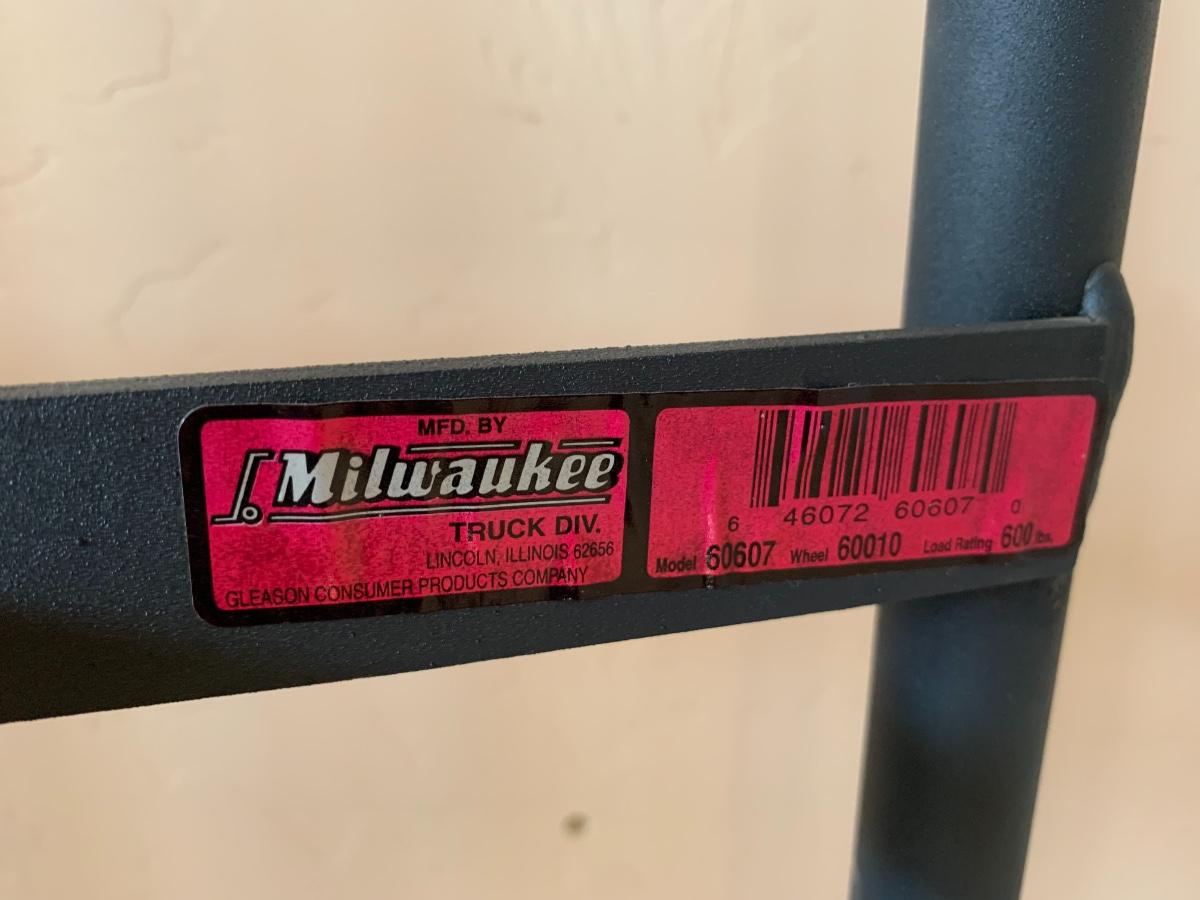 MFD. BY
Milwaukee
TRUCK DIV.
LINCOLN, ILLINOIS 62656
GLEASON CONSUMER PRODUCTS COMPANY
6 46072 60607 0
Model 60607 Wheel 60010 Load Rating 600 lbs.